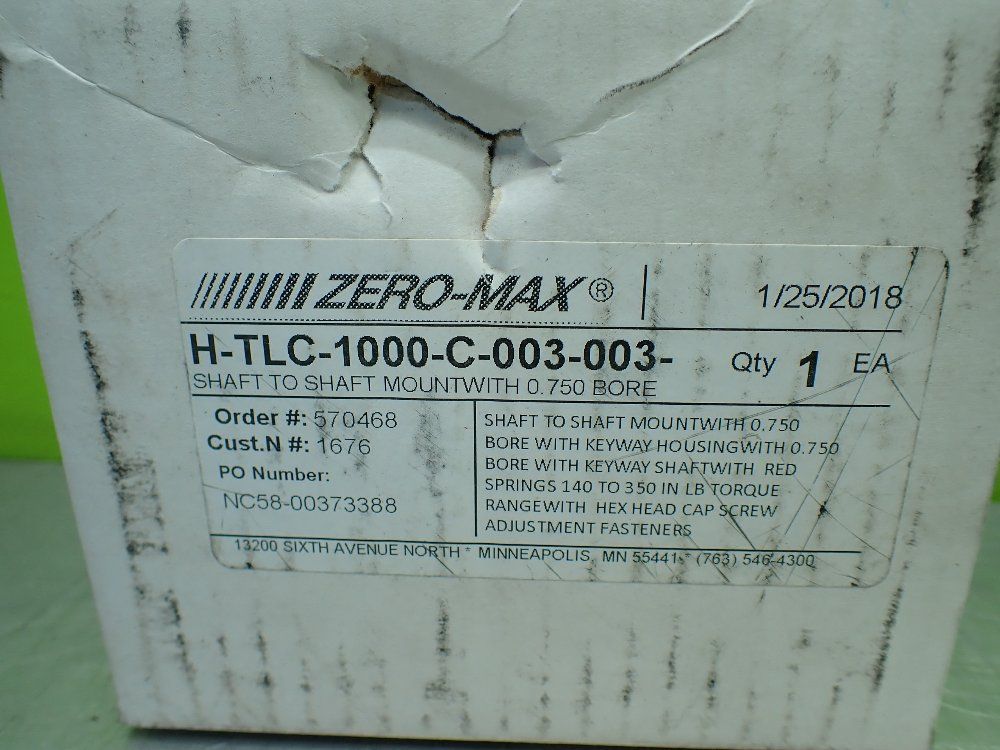 ZERO-MAX®
1/25/2018
H-TLC-1000-C-003-003-
Qty 1 EA
SHAFT TO SHAFT MOUNTWITH 0.750 BORE
Order #: 570468
Cust.N #: 1676
PO Number:
NC58-00373388
SHAFT TO SHAFT MOUNTWITH 0.750
BORE WITH KEYWAY HOUSINGWITH 0.750
BORE WITH KEYWAY SHAFTWITH RED
SPRINGS 140 TO 350 IN LB TORQUE
RANGEWITH HEX HEAD CAP SCREW
ADJUSTMENT FASTENERS
13200 SIXTH AVENUE NORTH * MINNEAPOLIS, MN 55441 * (763) 546-4300